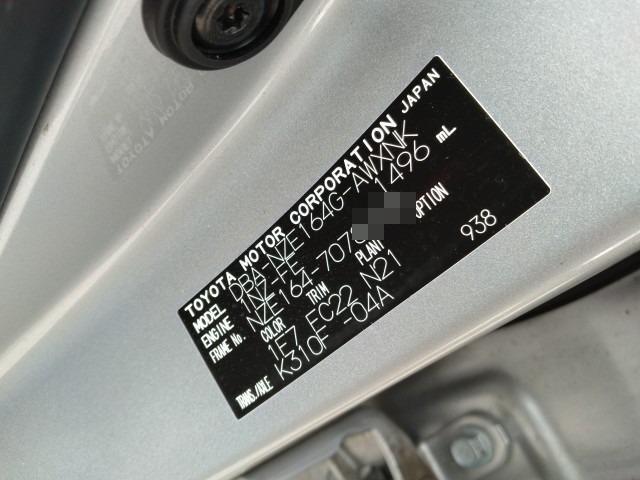 TOYOTA MOTOR CORPORATION JAPAN
MODEL DBA-NZE164G-AWXNK
ENGINE 1NZ-FE 1496 mL
FRAME No. NZE164-707
COLOR TRIM PLANT OPTION
1F7 FC22 N21 938
TRANS./AXLE K310F -04A